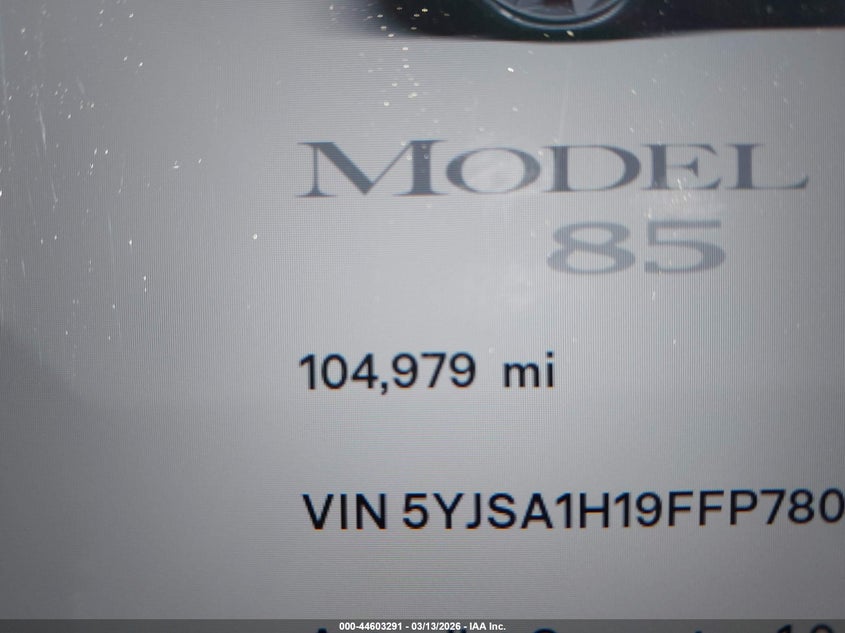 MODEL
85
104,979 mi
VIN 5YJSA1H19FFP780
000-44603291 - 03/13/2026 - IAA Inc.